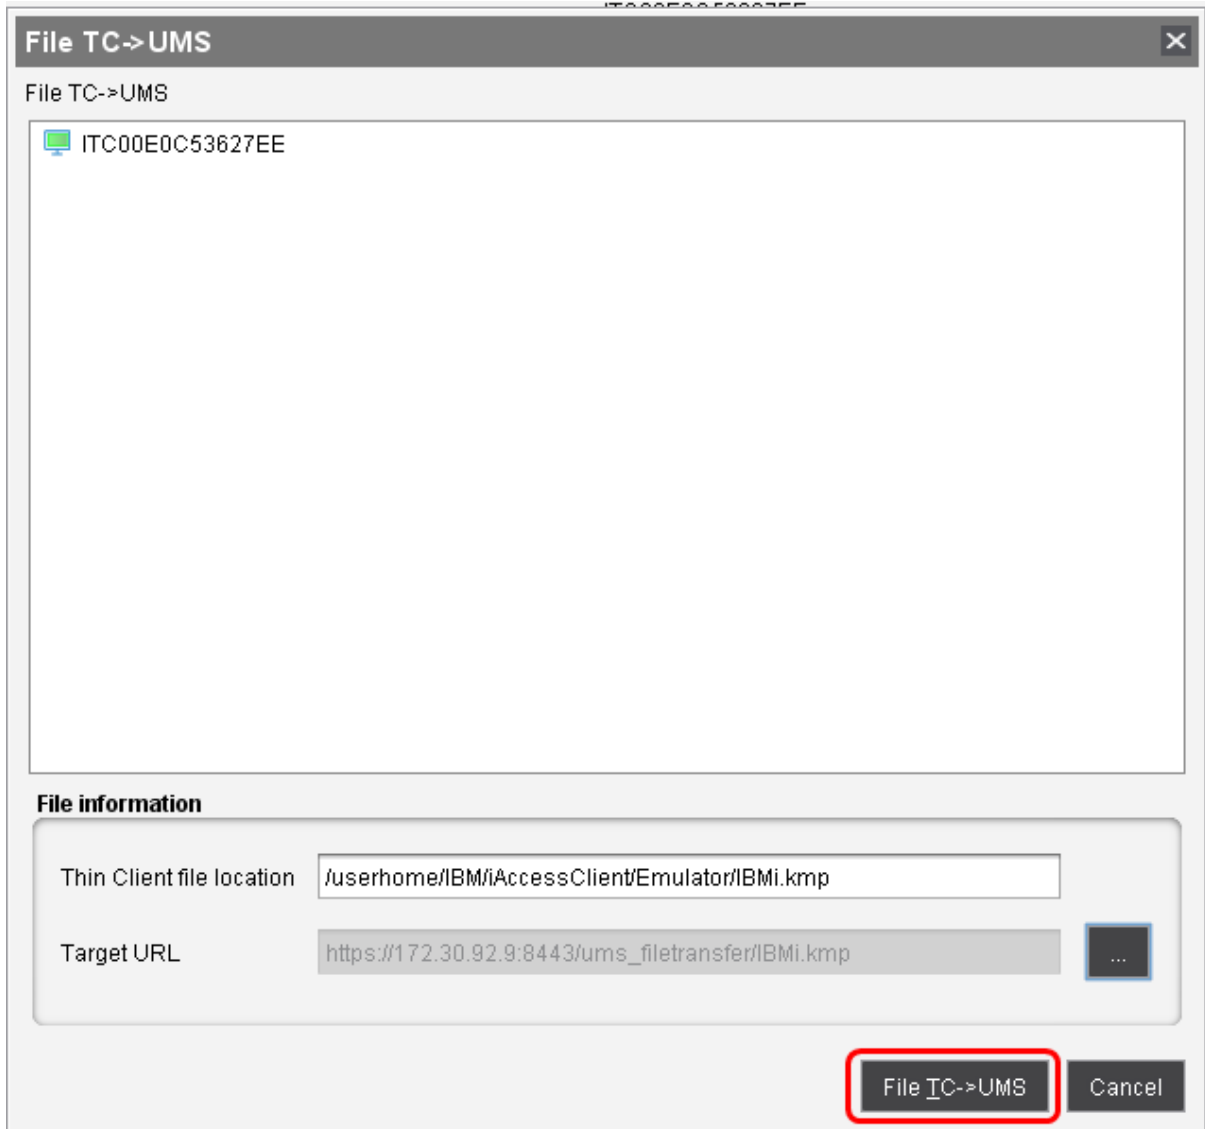 File TC->UMS
File TC->UMS
ITC00E0C53627EE
File information
Thin Client file location /userhome/IBM/iAccessClient/Emulator/IBMi.kmp
Target URL https://172.30.92.9:8443/ums_filetransfer/IBMi.kmp ...
File TC->UMS Cancel